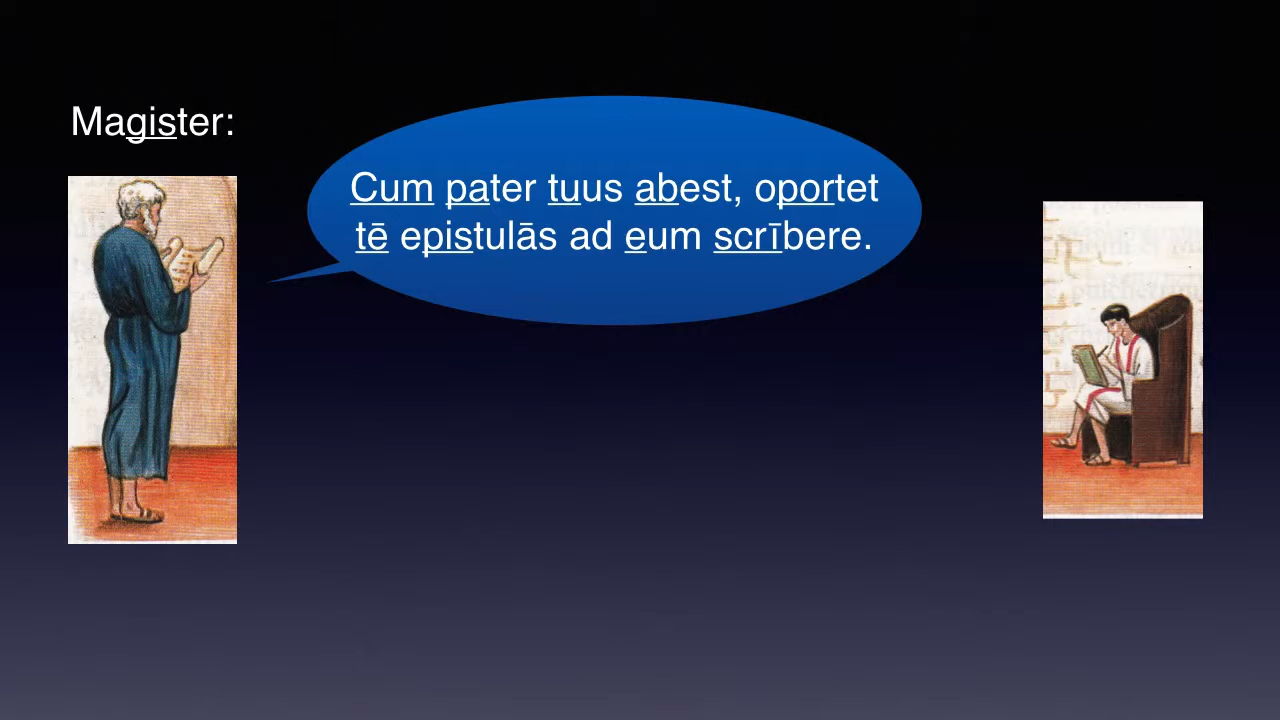 Magister:
Cum pater tuus abest, oportet
tē epistulās ad eum scrībere.